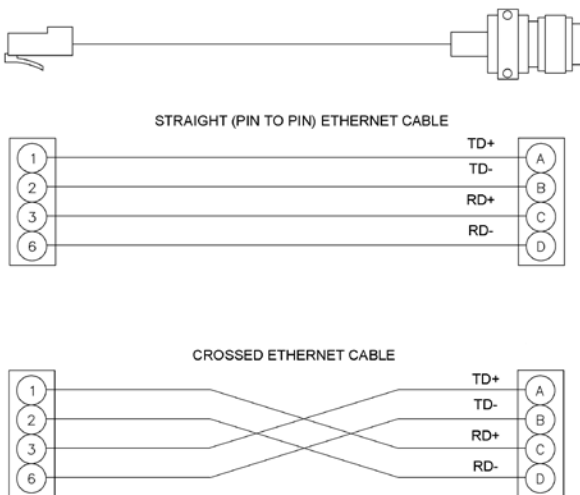 STRAIGHT (PIN TO PIN) ETHERNET CABLE
TD+
1 A
TD-
2 B
RD+
3 C
RD-
6 D
CROSSED ETHERNET CABLE
TD+
1 A
TD-
2 B
RD+
3 C
RD-
6 D